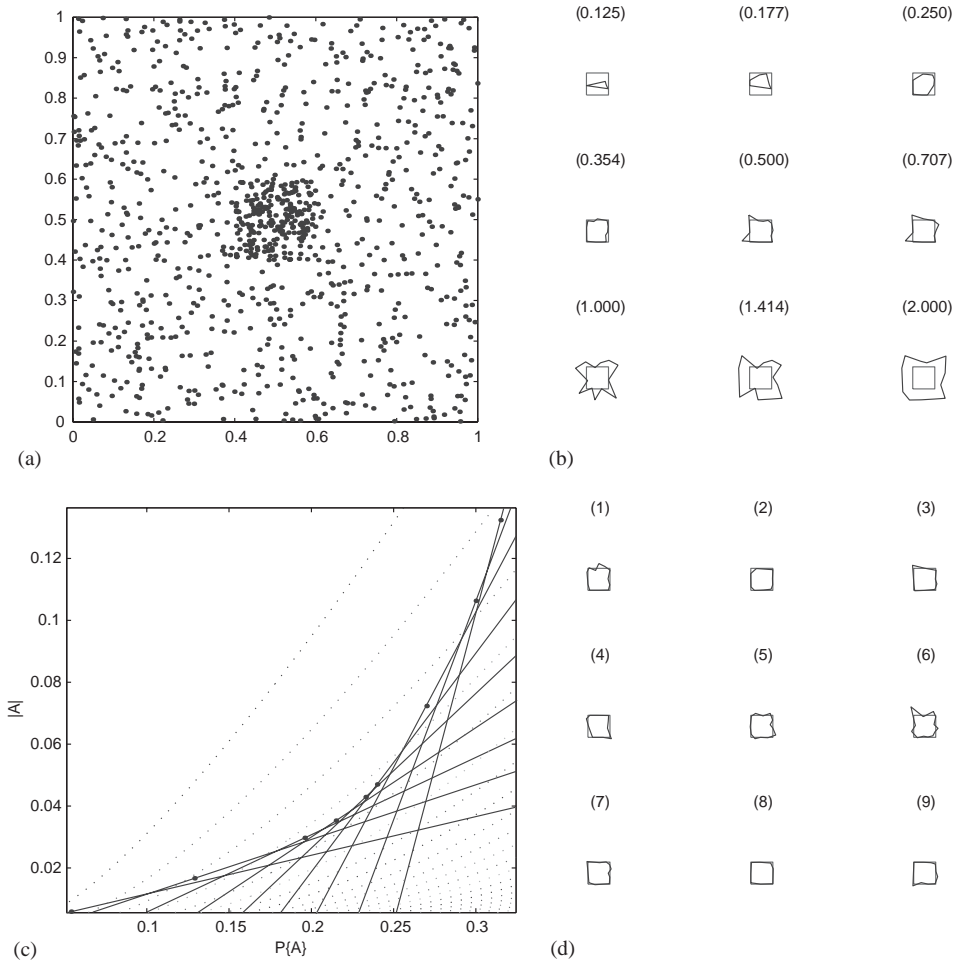 1
0.9
0.8
0.7
0.6
0.5
0.4
0.3
0.2
0.1
0
0 0.2 0.4 0.6 0.8 1
(a)
(0.125) (0.177) (0.250)
(0.354) (0.500) (0.707)
(1.000) (1.414) (2.000)
(b)
0.12
0.1
0.08
0.06
0.04
0.02
|A|
0.1 0.15 0.2 0.25 0.3
P{A}
(c)
(1) (2) (3)
(4) (5) (6)
(7) (8) (9)
(d)